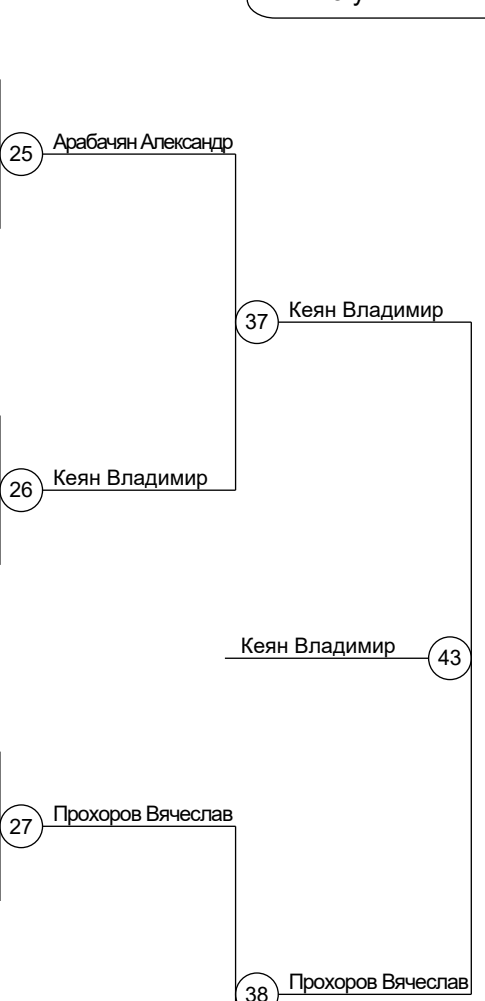 25 Арабачян Александр
37 Кеян Владимир
26 Кеян Владимир
Кеян Владимир 43
27 Прохоров Вячеслав
38 Прохоров Вячеслав